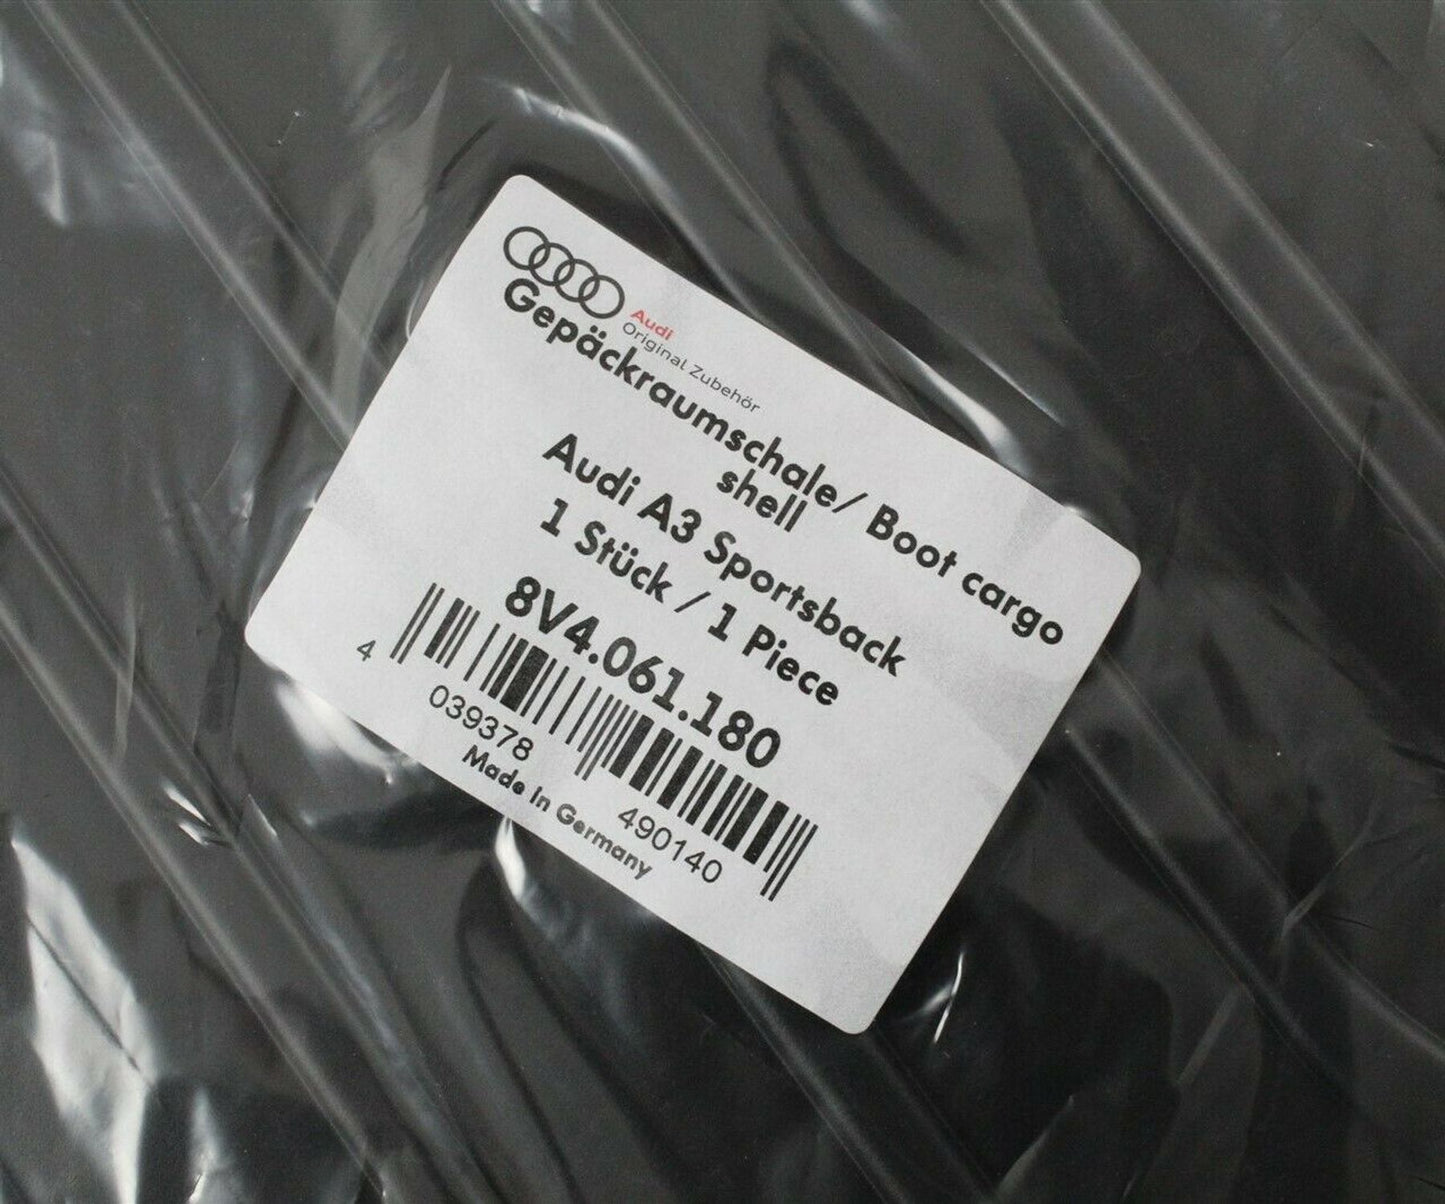 Audi
Original Zubehör
Gepäckraumschale/ Boot cargo
shell
Audi A3 Sportsback
1 Stück / 1 Piece
8V4.061.180
4 039378 490140
Made in Germany